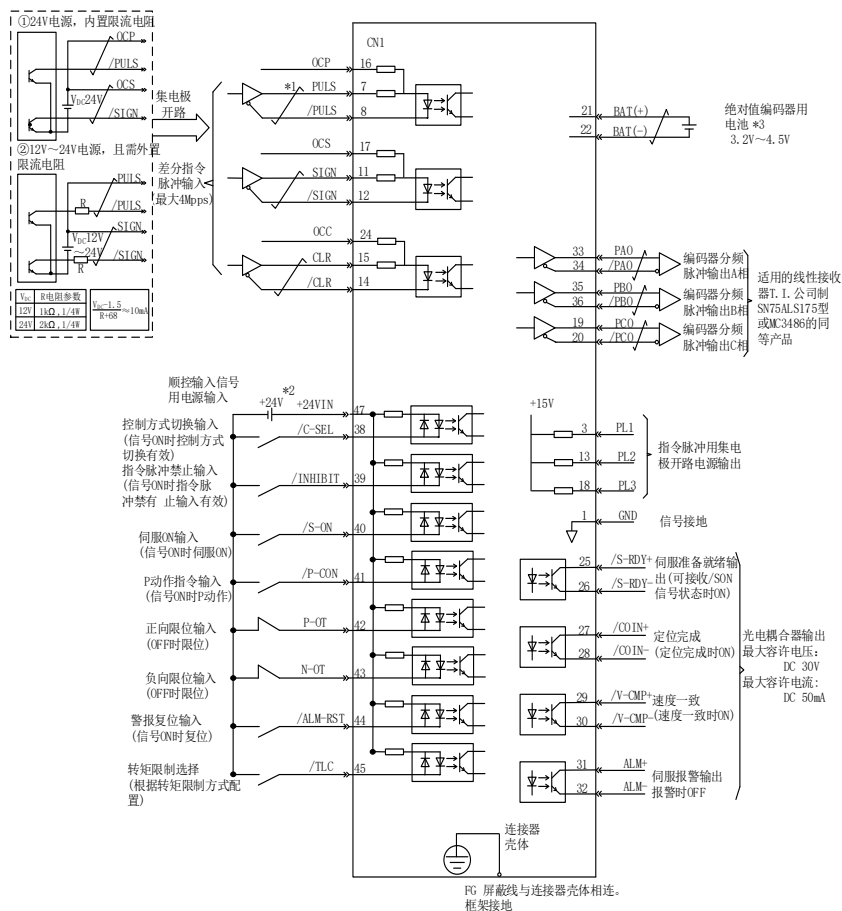 ①24V电源，内置限流电阻
OCP
/PULS
OCS
VDC24V
/SIGN
②12V～24V电源，且需外置
限流电阻
PULS
R
/PULS
SIGN
VDC12V
～24V
/SIGN
R
VDC R电阻参数
12V 1kΩ,1/4W
24V 2kΩ,1/4W
VDC-1.5
R+68
≈10mA
集电极
开路
差分指令
脉冲输入
(最大4Mpps)
CN1
OCP 16
*1 PULS 7
/PULS 8
OCS 17
SIGN 11
/SIGN 12
OCC 24
CLR 15
/CLR 14
21 BAT(+)
22 BAT(-)
绝对值编码器用
电池 *3
3.2V～4.5V
33 PAO
34 /PAO
编码器分频
脉冲输出A相
35 PBO
36 /PBO
编码器分频
脉冲输出B相
19 PCO
20 /PCO
编码器分频
脉冲输出C相
适用的线性接收
器T.I.公司制
SN75ALS175型
或MC3486的同
等产品
顺控输入信号
用电源输入
*2
+24V +24VIN 47
控制方式切换输入
(信号ON时控制方式
切换有效)
/C-SEL 38
指令脉冲禁止输入
(信号ON时指令脉
冲禁有 止输入有效)
/INHIBIT 39
伺服ON输入
(信号ON时伺服ON)
/S-ON 40
P动作指令输入
(信号ON时P动作)
/P-CON 41
正向限位输入
(OFF时限位)
P-OT 42
负向限位输入
(OFF时限位)
N-OT 43
警报复位输入
(信号ON时复位)
/ALM-RST 44
转矩限制选择
(根据转矩限制方式配
置)
/TLC 45
+15V
3 PL1
13 PL2
18 PL3
指令脉冲用集电
极开路电源输出
1 GND 信号接地
25 /S-RDY+
26 /S-RDY-
伺服准备就绪输
出(可接收/SON
信号状态时ON)
27 /COIN+
28 /COIN-
定位完成
(定位完成时ON)
29 /V-CMP+
30 /V-CMP-
速度一致
(速度一致时ON)
31 ALM+
32 ALM-
伺服报警输出
报警时OFF
光电耦合器输出
最大容许电压:
DC 30V
最大容许电流:
DC 50mA
连接器
壳体
FG 屏蔽线与连接器壳体相连。
框架接地